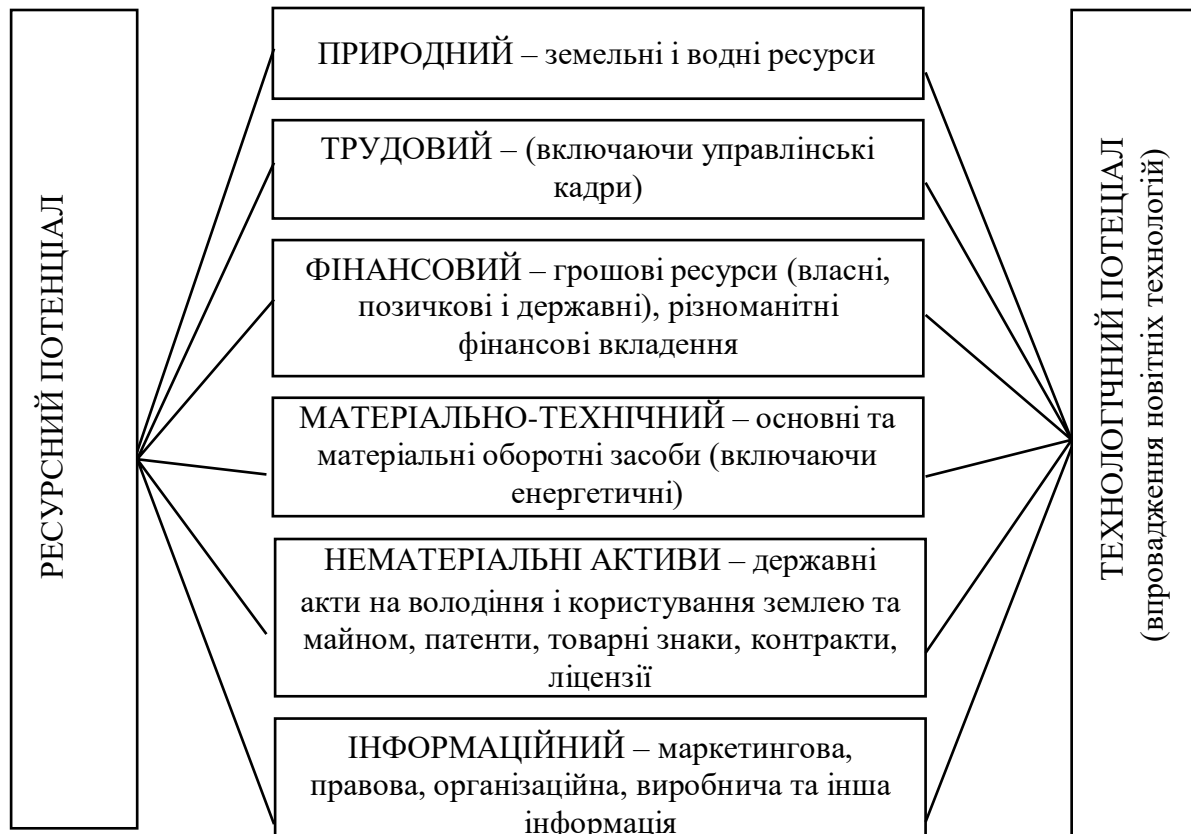 РЕСУРСНИЙ ПОТЕНЦІАЛ
ПРИРОДНИЙ – земельні і водні ресурси
ТРУДОВИЙ – (включаючи управлінські
кадри)
ФІНАНСОВИЙ – грошові ресурси (власні,
позичкові і державні), різноманітні
фінансові вкладення
МАТЕРІАЛЬНО-ТЕХНІЧНИЙ – основні та
матеріальні оборотні засоби (включаючи
енергетичні)
НЕМАТЕРІАЛЬНІ АКТИВИ – державні
акти на володіння і користування землею та
майном, патенти, товарні знаки, контракти,
ліцензії
ІНФОРМАЦІЙНИЙ – маркетингова,
правова, організаційна, виробнича та інша
інформація
ТЕХНОЛОГІЧНИЙ ПОТЕЦІАЛ
(впровадження новітніх технологій)